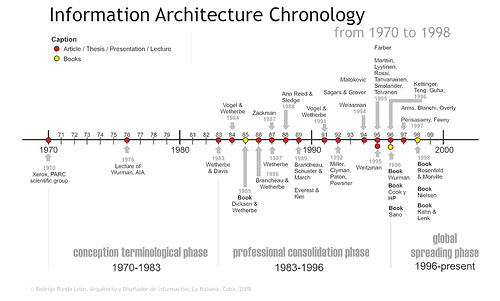 Information Architecture Chronology
from 1970 to 1998
Caption
Article / Thesis / Presentation / Lecture
Books
Farber
Martiin,
Lyytinen,
Rossi,
Tahvanainen,
Smolander,
Tolvanen
1995
Kettinger,
Teng, Guha,
1996
Matokovic
Sagars & Grover
Ann Reed &
Sledge
1988
Vogel &
Wetherbe
1984
Zackman
1987
Vogel &
Wetherbe
1991
Weissman
1994
Arms, Blanchi, Overly
Perisasamy, Feeny
1997
71 72 73 74 75 76 77 78 79 81 82 83 84 85 86 87 88 89 91 92 94 95 96 97 98 99
1970
1980
1990
2000
1970
Xerox, PARC
scientific group
1976
Lecture of
Wurman, AIA
1983
Wetherbe
& Davis
1985
Book
Dickson &
Wetherbe
1986
Brancheau &
Wetherbe
1987
Wetherbe
1989
Brancheau,
Schuster &
March
Everest &
Kien
1992
Miller,
Clyman,
Paton,
Powsner
Weitzman
1996
Book
Wurman
Book
Cook y
HP
Book
Sano
1998
Book
Rosenfeld
& Morville
Book
Nielsen
Book
Kahn &
Lenk
conception terminological phase
1970-1983
professional consolidation phase
1983-1996
global
spreading phase
1996-present
© Rodrigo Ronda León, Arquitecto y Diseñador de información, La Habana, Cuba, 2008